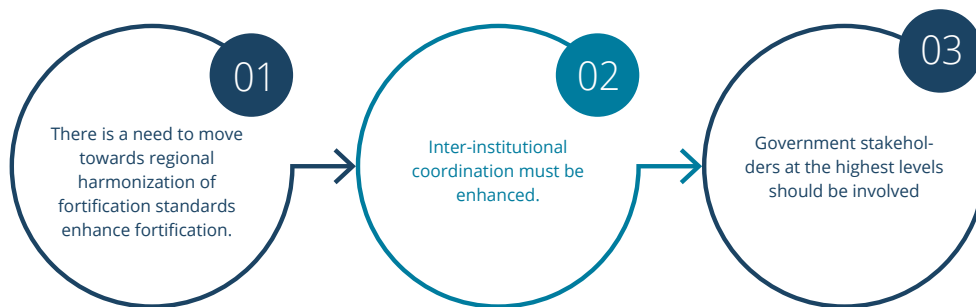 01
There is a need to move
towards regional
harmonization of
fortification standards
enhance fortification.
02
Inter-institutional
coordination must be
enhanced.
03
Government stakehol-
ders at the highest levels
should be involved